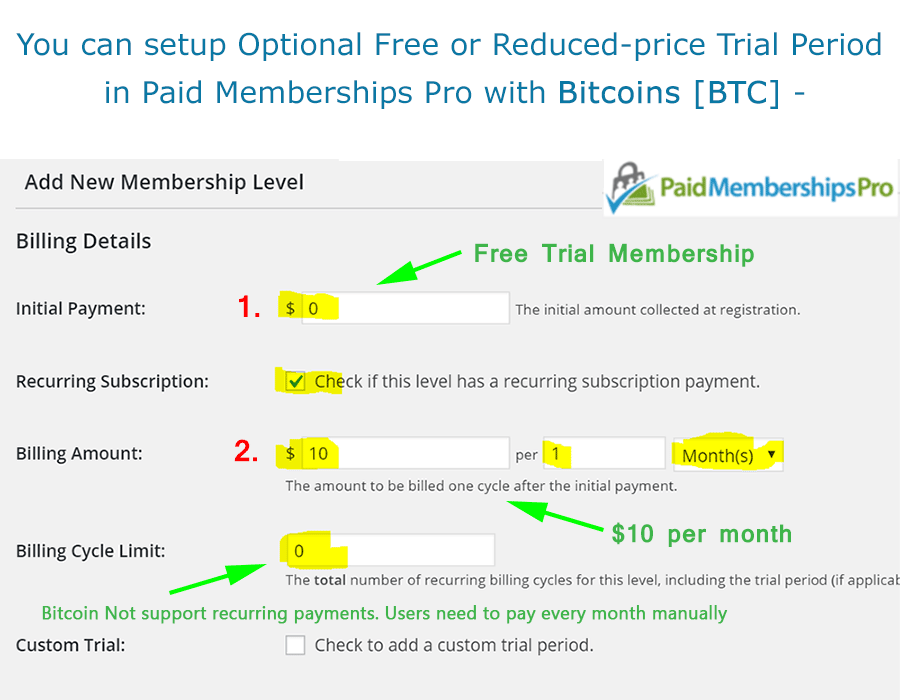 You can setup Optional Free or Reduced-price Trial Period
in Paid Memberships Pro with Bitcoins [BTC] -
Add New Membership Level
PaidMembershipsPro
Billing Details
Free Trial Membership
Initial Payment: 1. $ 0 The initial amount collected at registration.
Recurring Subscription: Check if this level has a recurring subscription payment.
Billing Amount: 2. $ 10 per 1 Month(s)
The amount to be billed one cycle after the initial payment.
$10 per month
Billing Cycle Limit: 0
The total number of recurring billing cycles for this level, including the trial period (if applicab
Bitcoin Not support recurring payments. Users need to pay every month manually
Custom Trial: Check to add a custom trial period.